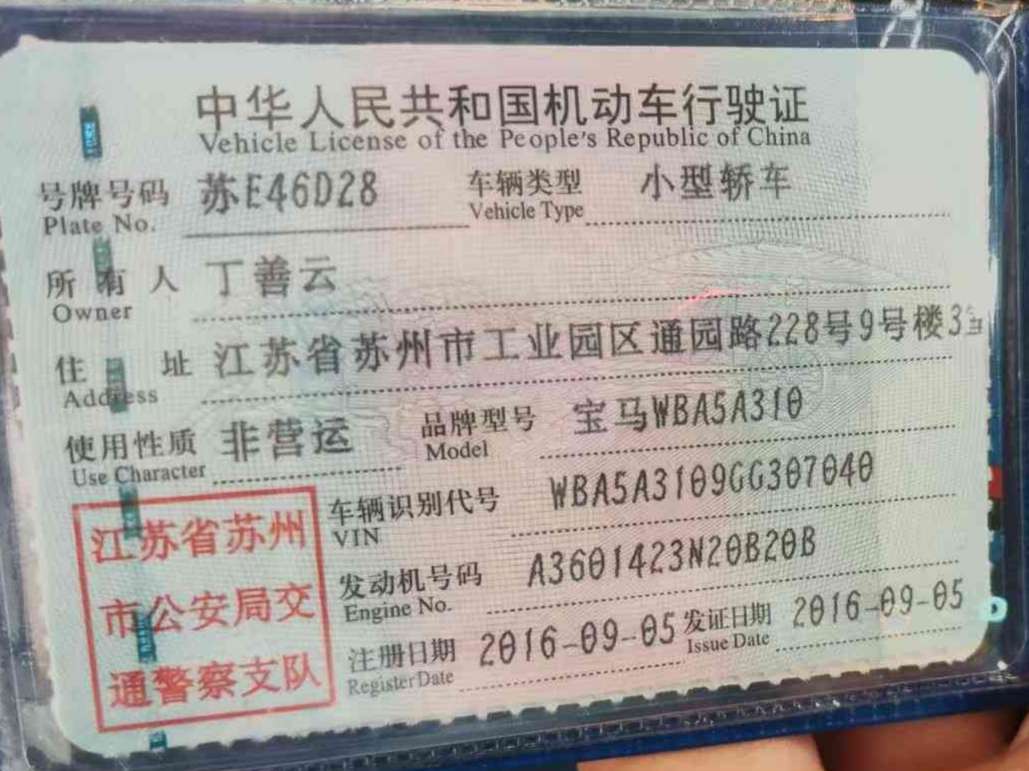 中华人民共和国机动车行驶证
Vehicle License of the People's Republic of China
号牌号码 苏E46D28 车辆类型 小型轿车
Plate No. Vehicle Type
所有人 丁善云
Owner
住址 江苏省苏州市工业园区通园路228号9号楼3
Address
使用性质 非营运 品牌型号 宝马WBA5A310
Use Character Model
车辆识别代号 WBA5A3109GG307040
VIN
发动机号码 A3601423N20B20B
Engine No.
注册日期 2016-09-05 发证日期 2016-09-05
Register Date Issue Date
江苏省苏州
市公安局交
通警察支队